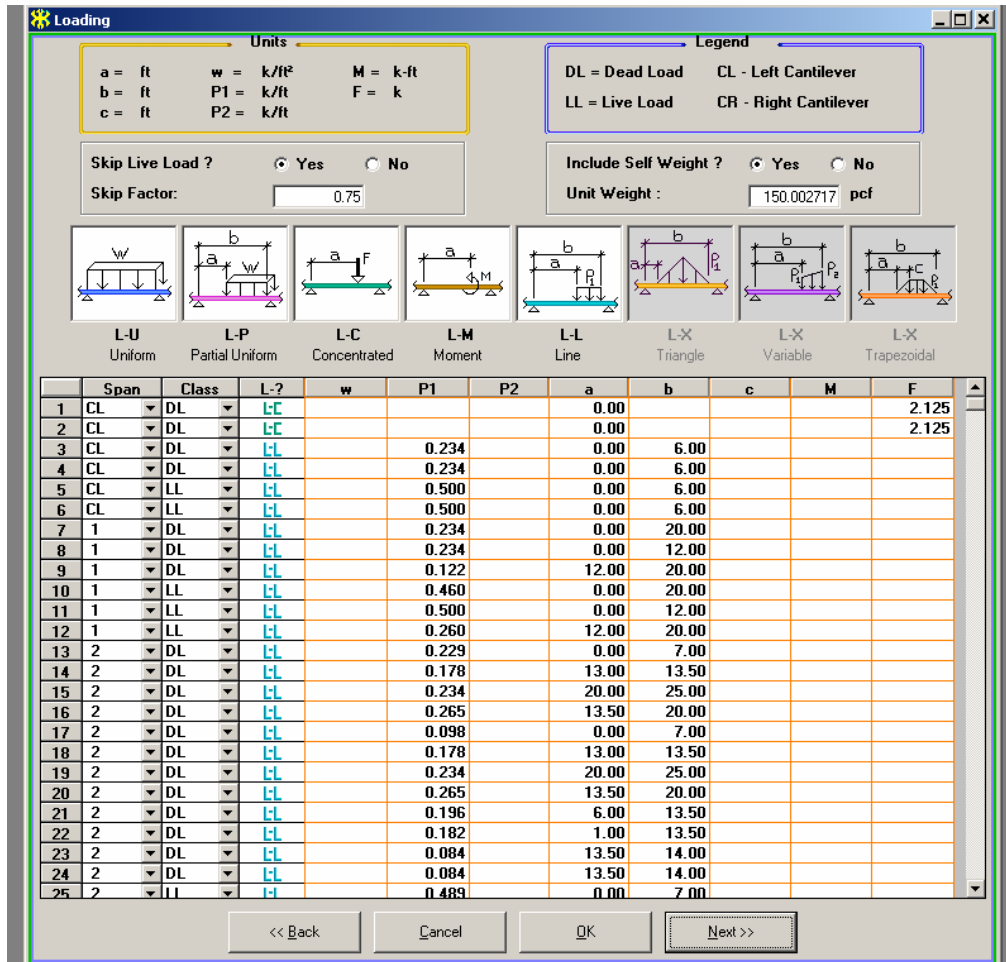 Loading
Units
a = ft w = k/ft² M = k-ft
b = ft P1 = k/ft F = k
c = ft P2 = k/ft
Legend
DL = Dead Load CL - Left Cantilever
LL = Live Load CR - Right Cantilever
Skip Live Load ? Yes No
Skip Factor: 0.75
Include Self Weight ? Yes No
Unit Weight : 150.002717 pcf
w
b
a
w
a
F
a
M
b
a
P1
b
a
P1
b
a
P1
P2
b
a
c
P1
L-U L-P L-C L-M L-L L-X L-X L-X
Uniform Partial Uniform Concentrated Moment Line Triangle Variable Trapezoidal
Span Class L-? w P1 P2 a b c M F
1 CL DL L-C 0.00 2.125
2 CL DL L-C 0.00 2.125
3 CL DL L-L 0.234 0.00 6.00
4 CL DL L-L 0.234 0.00 6.00
5 CL LL L-L 0.500 0.00 6.00
6 CL LL L-L 0.500 0.00 6.00
7 1 DL L-L 0.234 0.00 20.00
8 1 DL L-L 0.234 0.00 12.00
9 1 DL L-L 0.122 12.00 20.00
10 1 LL L-L 0.460 0.00 20.00
11 1 LL L-L 0.500 0.00 12.00
12 1 LL L-L 0.260 12.00 20.00
13 2 DL L-L 0.229 0.00 7.00
14 2 DL L-L 0.178 13.00 13.50
15 2 DL L-L 0.234 20.00 25.00
16 2 DL L-L 0.265 13.50 20.00
17 2 DL L-L 0.098 0.00 7.00
18 2 DL L-L 0.178 13.00 13.50
19 2 DL L-L 0.234 20.00 25.00
20 2 DL L-L 0.265 13.50 20.00
21 2 DL L-L 0.196 6.00 13.50
22 2 DL L-L 0.182 1.00 13.50
23 2 DL L-L 0.084 13.50 14.00
24 2 DL L-L 0.084 13.50 14.00
25 2 LL L-L 0.489 0.00 7.00
<< Back Cancel OK Next >>